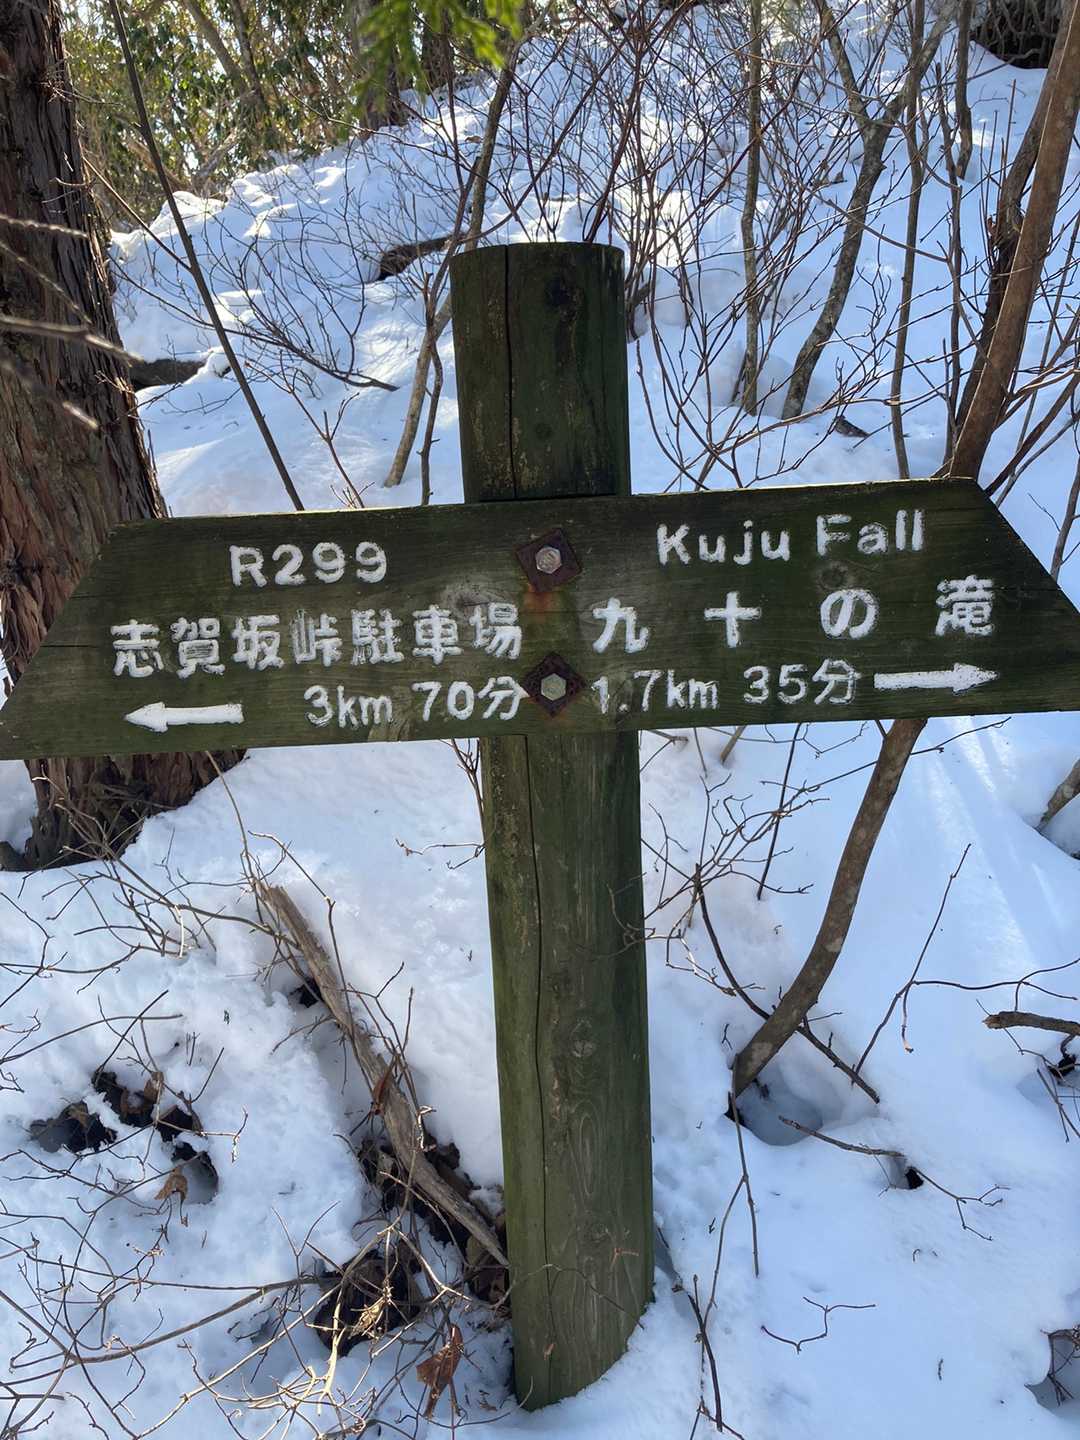 R299
志賀坂峠駐車場
3km 70分
Kuju Fall
九十の滝
1.7km 35分